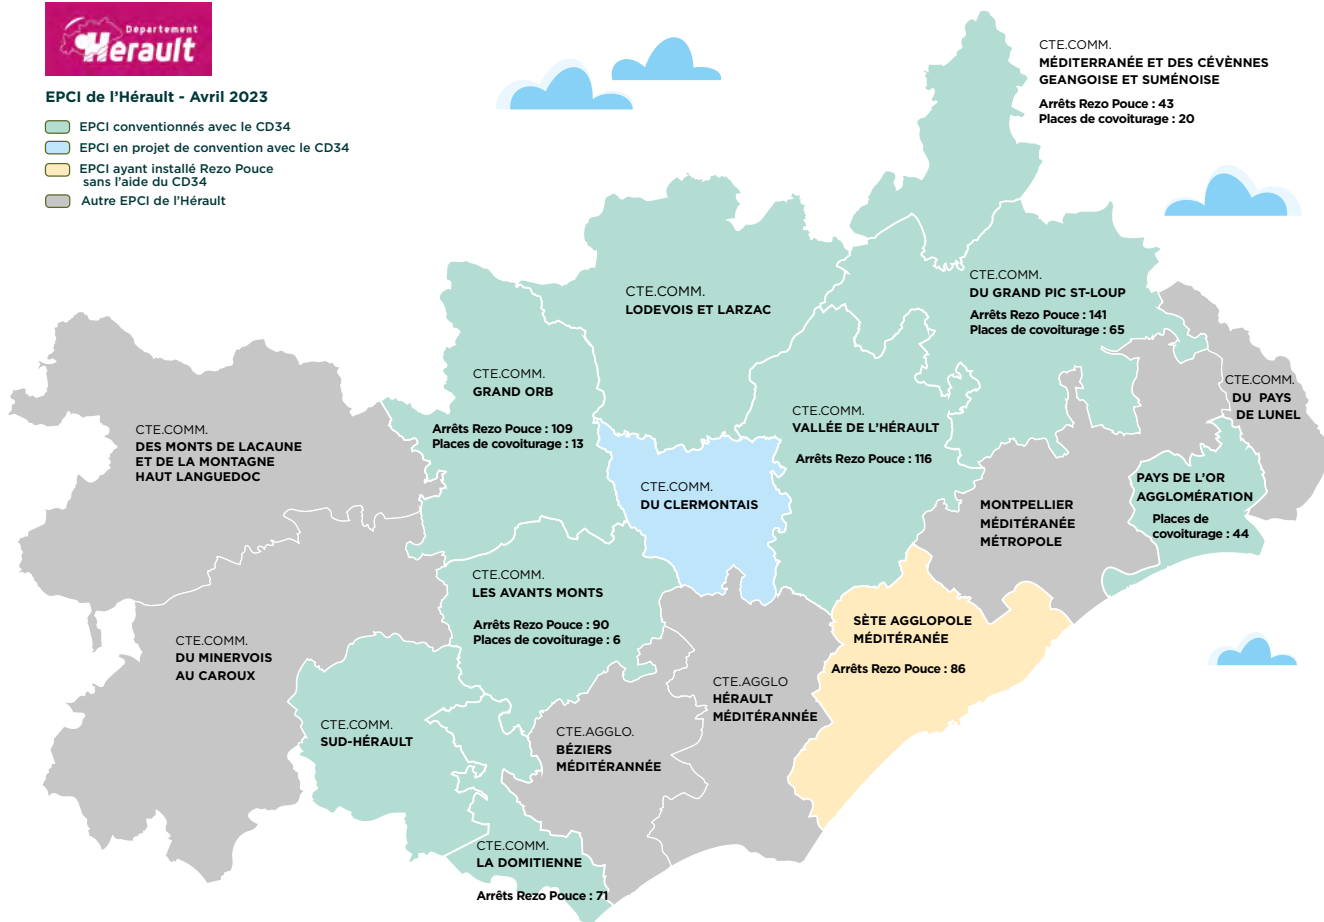 Département
Hérault
EPCI de l'Hérault - Avril 2023
EPCI conventionnés avec le CD34
EPCI en projet de convention avec le CD34
EPCI ayant installé Rezo Pouce
sans l'aide du CD34
Autre EPCI de l'Hérault
CTE.COMM.
MÉDITERRANÉE ET DES CÉVÈNNES
GEANGOISE ET SUMÉNOISE
Arrêts Rezo Pouce : 43
Places de covoiturage : 20
CTE.COMM.
DU GRAND PIC ST-LOUP
Arrêts Rezo Pouce : 141
Places de covoiturage : 65
CTE.COMM.
LODEVOIS ET LARZAC
CTE.COMM.
GRAND ORB
Arrêts Rezo Pouce : 109
Places de covoiturage : 13
CTE.COMM.
DU PAYS
DE LUNEL
CTE.COMM.
VALLÉE DE L'HÉRAULT
Arrêts Rezo Pouce : 116
CTE.COMM.
DES MONTS DE LACAUNE
ET DE LA MONTAGNE
HAUT LANGUEDOC
CTE.COMM.
DU CLERMONTAIS
MONTPELLIER
MÉDITÉRANÉE
MÉTROPOLE
PAYS DE L'OR
AGGLOMÉRATION
Places de
covoiturage : 44
CTE.COMM.
LES AVANTS MONTS
Arrêts Rezo Pouce : 90
Places de covoiturage : 6
SÈTE AGGLOPOLE
MÉDITÉRANÉE
Arrêts Rezo Pouce : 86
CTE.COMM.
DU MINERVOIS
AU CAROUX
CTE.AGGLO
HÉRAULT
MÉDITÉRANNÉE
CTE.COMM.
SUD-HÉRAULT
CTE.AGGLO.
BÉZIERS
MÉDITÉRANNÉE
CTE.COMM.
LA DOMITIENNE
Arrêts Rezo Pouce : 71